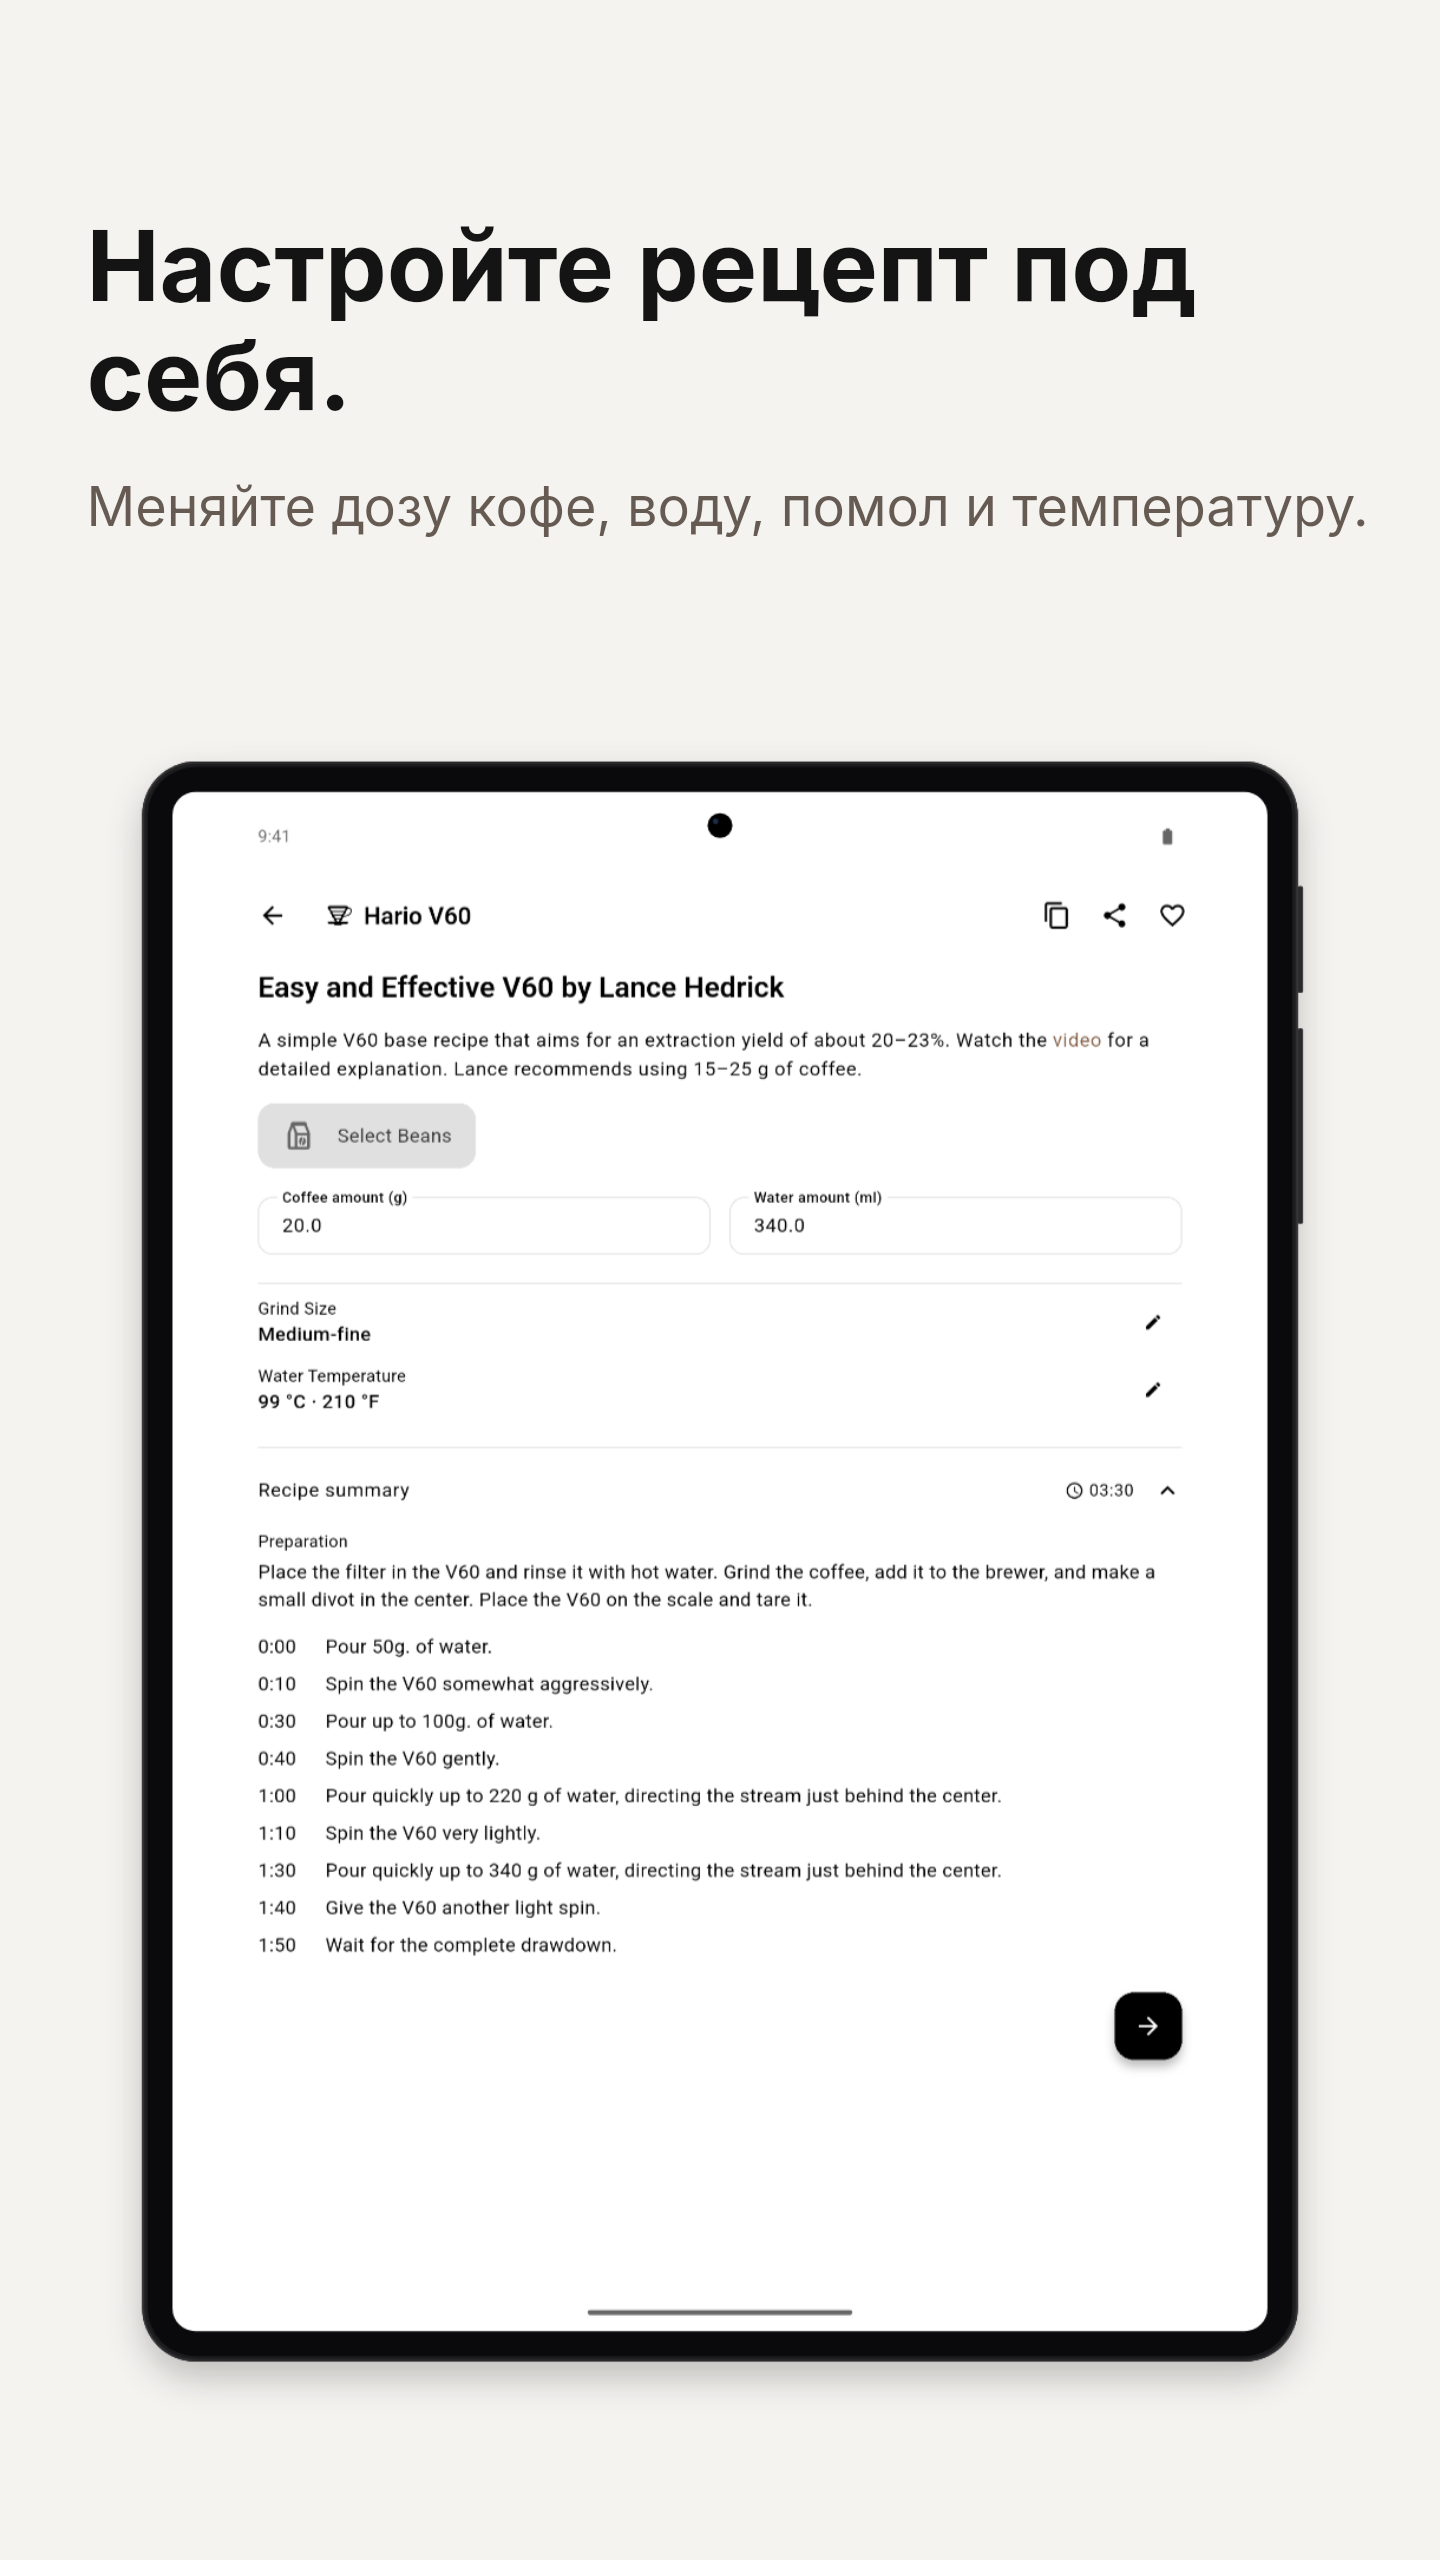 Настройте рецепт под
себя.
Меняйте дозу кофе, воду, помол и температуру.
9:41
Hario V60
Easy and Effective V60 by Lance Hedrick
A simple V60 base recipe that aims for an extraction yield of about 20–23%. Watch the video for a
detailed explanation. Lance recommends using 15–25 g of coffee.
Select Beans
Coffee amount (g)
20.0
Water amount (ml)
340.0
Grind Size
Medium-fine
Water Temperature
99 °C · 210 °F
Recipe summary
03:30
Preparation
Place the filter in the V60 and rinse it with hot water. Grind the coffee, add it to the brewer, and make a
small divot in the center. Place the V60 on the scale and tare it.
0:00 Pour 50g. of water.
0:10 Spin the V60 somewhat aggressively.
0:30 Pour up to 100g. of water.
0:40 Spin the V60 gently.
1:00 Pour quickly up to 220 g of water, directing the stream just behind the center.
1:10 Spin the V60 very lightly.
1:30 Pour quickly up to 340 g of water, directing the stream just behind the center.
1:40 Give the V60 another light spin.
1:50 Wait for the complete drawdown.